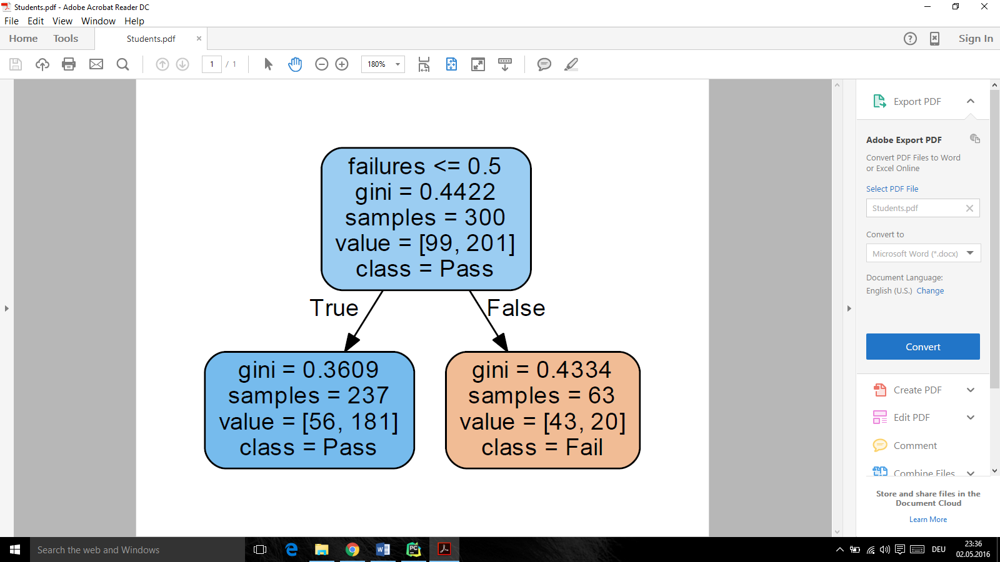 Students.pdf - Adobe Acrobat Reader DC
File Edit View Window Help
Home Tools Students.pdf × Sign In
1 / 1 180%
failures <= 0.5
gini = 0.4422
samples = 300
value = [99, 201]
class = Pass
True False
gini = 0.3609
samples = 237
value = [56, 181]
class = Pass
gini = 0.4334
samples = 63
value = [43, 20]
class = Fail
Export PDF
Adobe Export PDF
Convert PDF Files to Word
or Excel Online
Select PDF File
Students.pdf
Convert to
Microsoft Word (*.docx)
Document Language:
English (U.S.) Change
Convert
Create PDF
Edit PDF
Comment
Combine Files
Store and share files in the
Document Cloud
Learn More
Search the web and Windows
DEU
23:36
02.05.2016